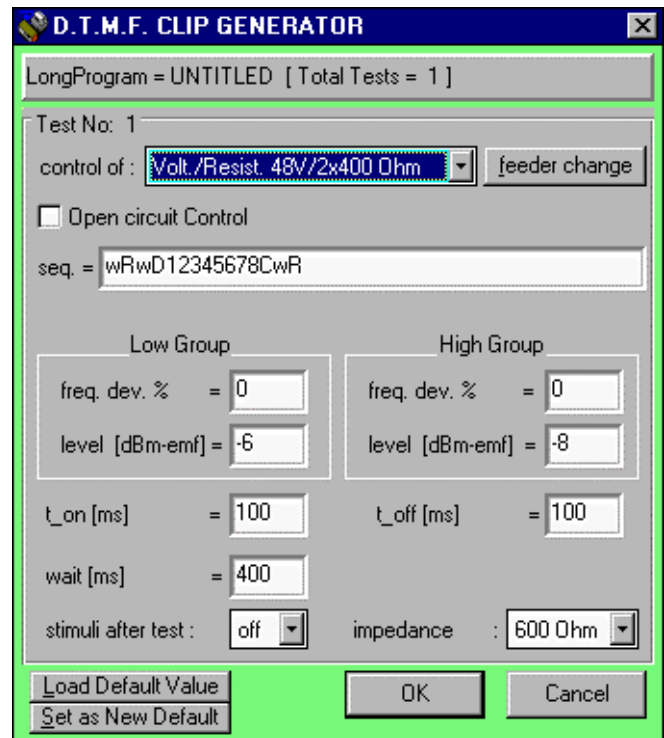 D.T.M.F. CLIP GENERATOR
LongProgram = UNTITLED [ Total Tests = 1 ]
Test No: 1
control of : Volt./Resist. 48V/2x400 Ohm feeder change
Open circuit Control
seq. = wRwD12345678CwR
Low Group High Group
freq. dev. % = 0 freq. dev. % = 0
level [dBm-emf] = -6 level [dBm-emf] = -8
t_on [ms] = 100 t_off [ms] = 100
wait [ms] = 400
stimuli after test : off impedance : 600 Ohm
Load Default Value OK Cancel
Set as New Default